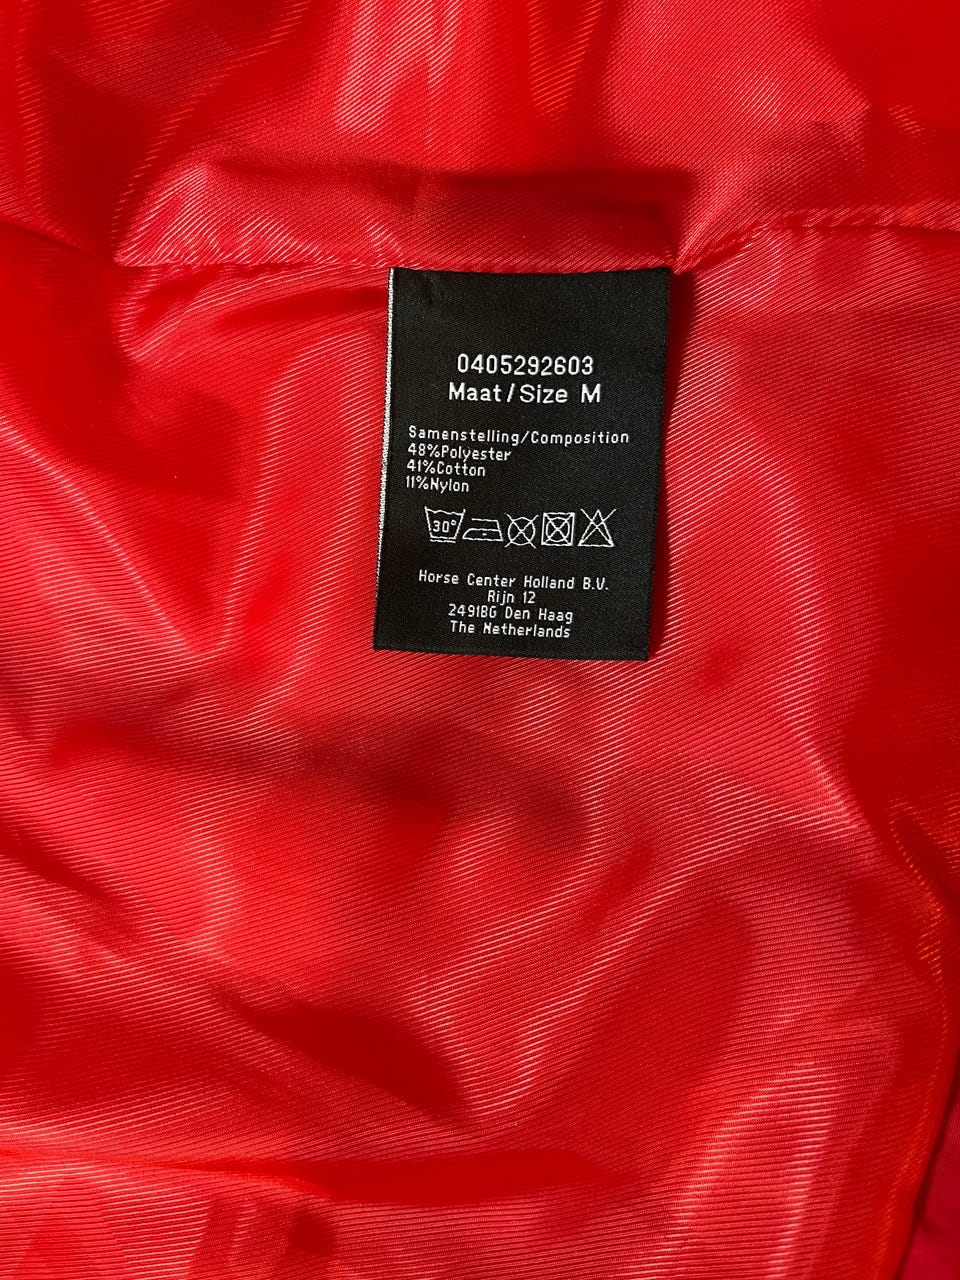 0405292603
Maat/Size M
Samenstelling/Composition
48%Polyester
41%Cotton
11%Nylon
30°
Horse Center Holland B.V.
Rijn 12
2491BG Den Haag
The Netherlands